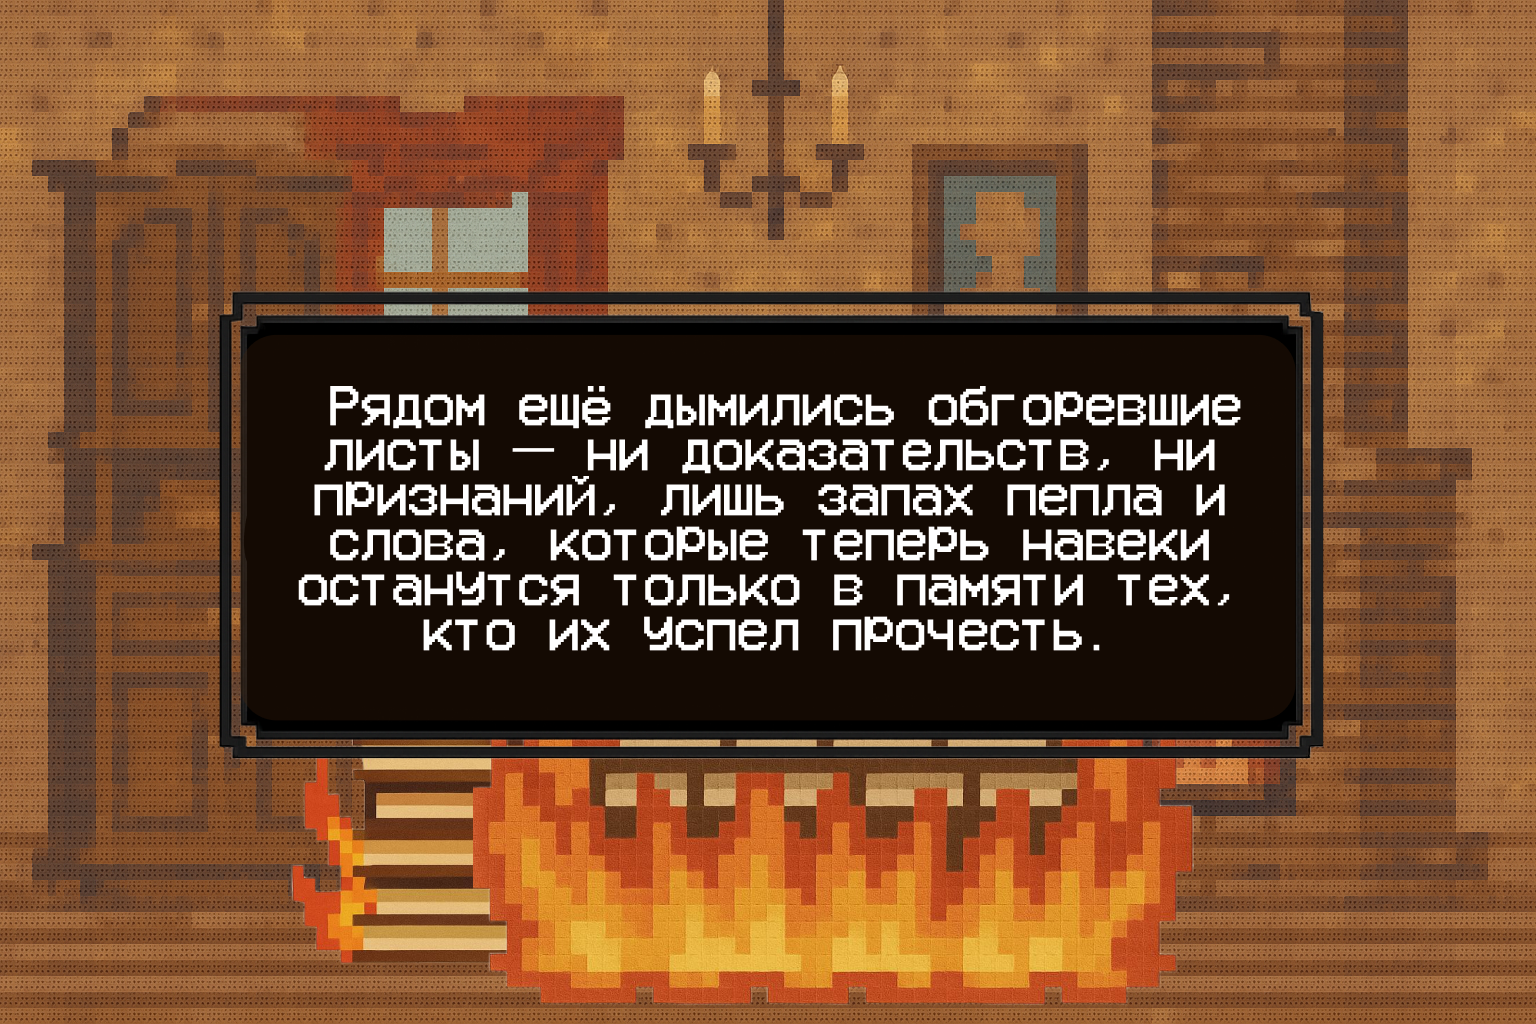 Рядом ещё дымились обгоревшие
листы — ни доказательств, ни
признаний, лишь запах пепла и
слова, которые теперь навеки
останутся только в памяти тех,
кто их успел прочесть.